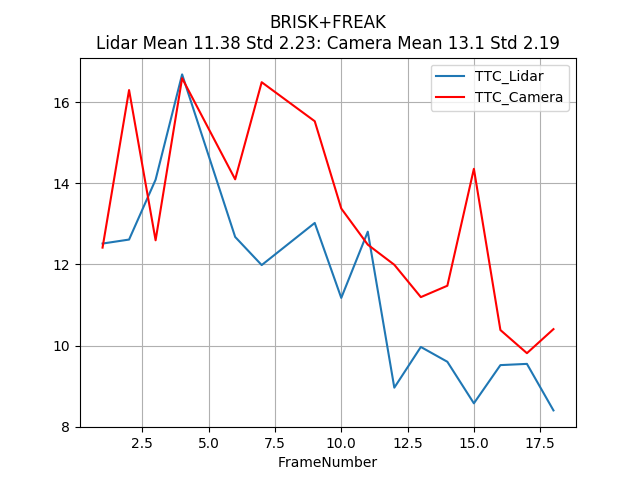 BRISK+FREAK
Lidar Mean 11.38 Std 2.23: Camera Mean 13.1 Std 2.19
TTC_Lidar
TTC_Camera
16
14
12
10
8
2.5 5.0 7.5 10.0 12.5 15.0 17.5
FrameNumber